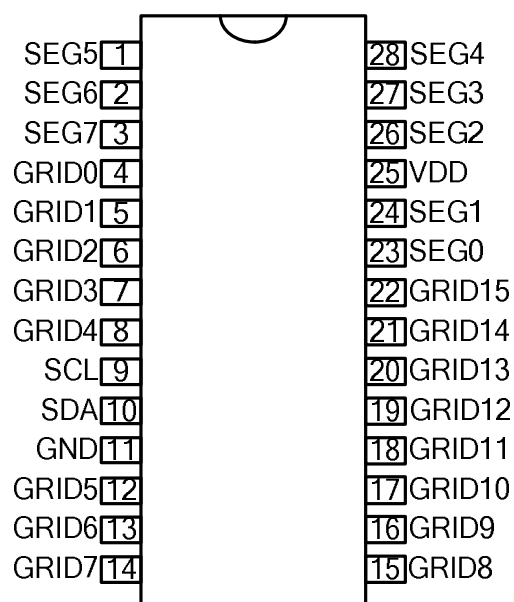 SEG5 1 28 SEG4
SEG6 2 27 SEG3
SEG7 3 26 SEG2
GRID0 4 25 VDD
GRID1 5 24 SEG1
GRID2 6 23 SEG0
GRID3 7 22 GRID15
GRID4 8 21 GRID14
SCL 9 20 GRID13
SDA 10 19 GRID12
GND 11 18 GRID11
GRID5 12 17 GRID10
GRID6 13 16 GRID9
GRID7 14 15 GRID8